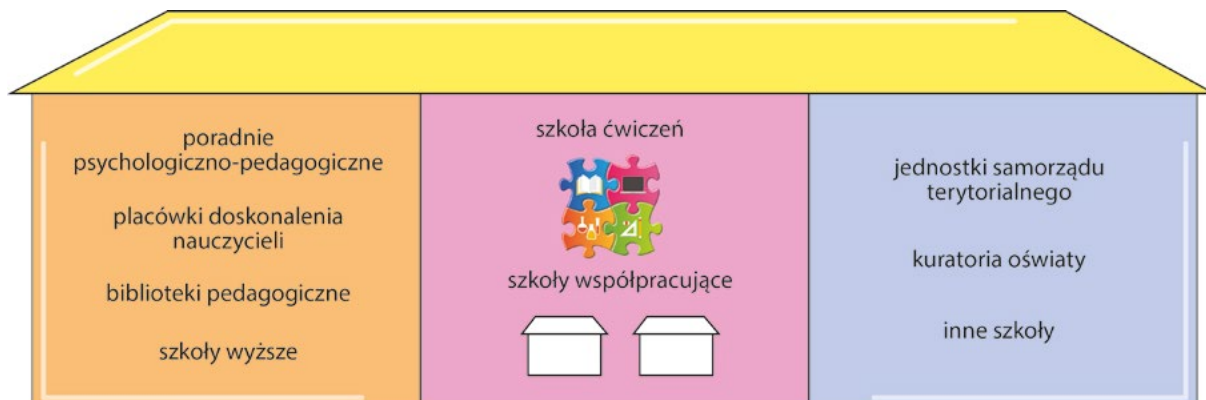 poradnie
psychologiczno-pedagogiczne
placówki doskonalenia
nauczycieli
biblioteki pedagogiczne
szkoły wyższe
szkoła ćwiczeń
szkoły współpracujące
jednostki samorządu
terytorialnego
kuratoria oświaty
inne szkoły